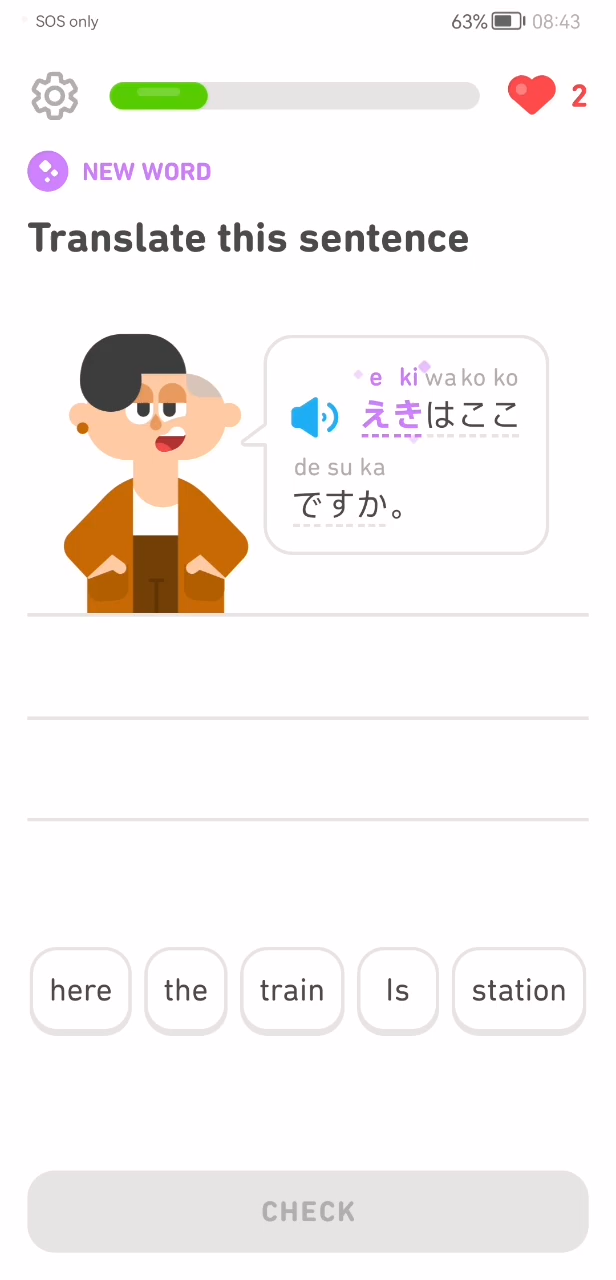 SOS only 63% 08:43
2
NEW WORD
Translate this sentence
e ki wa ko ko
えきはここ
de su ka
ですか。
here the train Is station
CHECK